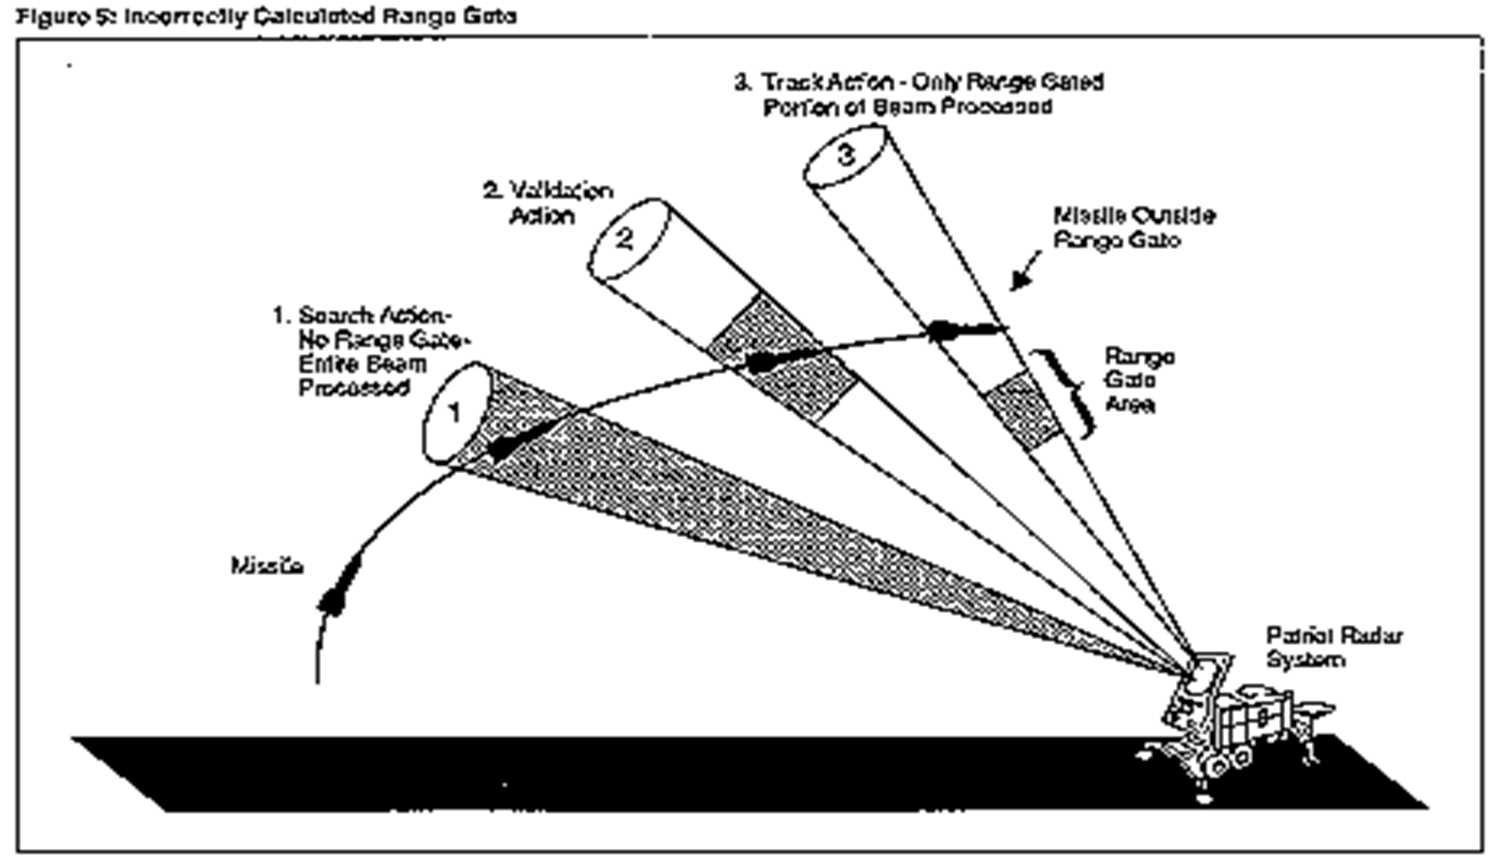 Figure 5: Incorrectly Calculated Range Gate
3. Track Action - Only Range Gated
Portion of Beam Processed
3
2. Validation
Action
2
Missile Outside
Range Gate
1. Search Action-
No Range Gate-
Entire Beam
Processed
1
Range
Gate
Area
Missile
Patriot Radar
System